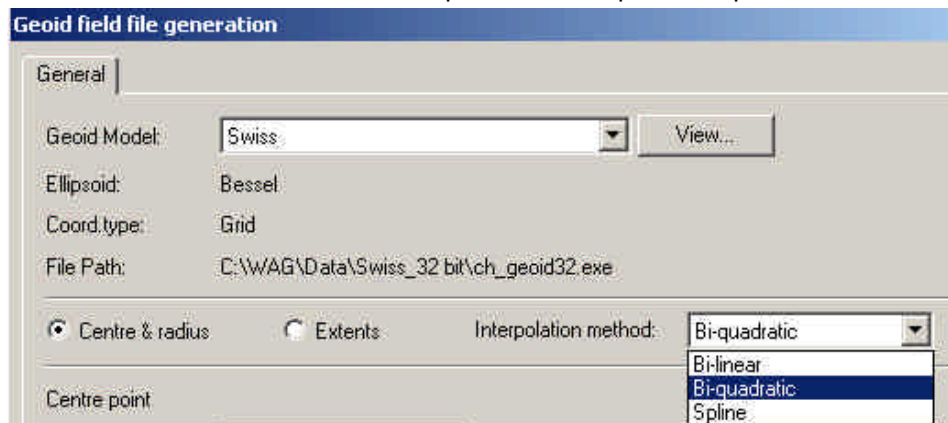 Geoid field file generation
General
Geoid Model: Swiss View...
Ellipsoid: Bessel
Coord.type: Grid
File Path: C:\WAG\Data\Swiss_32 bit\ch_geoid32.exe
Centre & radius Extents Interpolation method: Bi-quadratic
Bi-linear
Bi-quadratic
Centre point
Spline